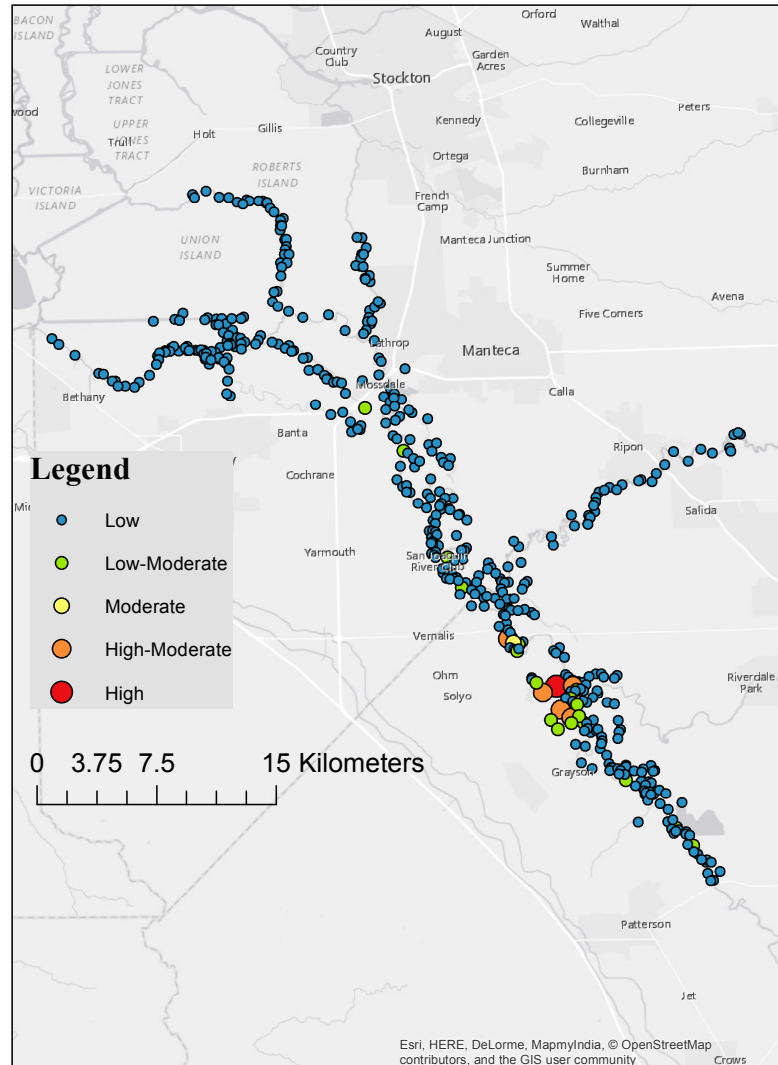 BACON
ISLAND
Orford
Walthal
August
Country
Club
Garden
Acres
LOWER
JONES
TRACT
Stockton
wood
Peters
UPPER
JONES
TRACT
Trull
Holt
Gillis
Kennedy
Collegeville
Ortega
ROBERTS
ISLAND
Burnham
VICTORIA
ISLAND
French
Camp
UNION
ISLAND
Manteca Junction
Summer
Home
Avena
Five Corners
Lathrop
Manteca
Mossdale
Calla
Bethany
Banta
Ripon
Legend
Cochrane
Salida
Low
Yarmouth
San Joaquin
River Club
Low-Moderate
Moderate
Vernalis
High-Moderate
Ohm
Solyo
Riverdale
Park
High
0 3.75 7.5 15 Kilometers
Grayson
Patterson
Jet
Esri, HERE, DeLorme, MapmyIndia, © OpenStreetMap
contributors, and the GIS user community
Crows